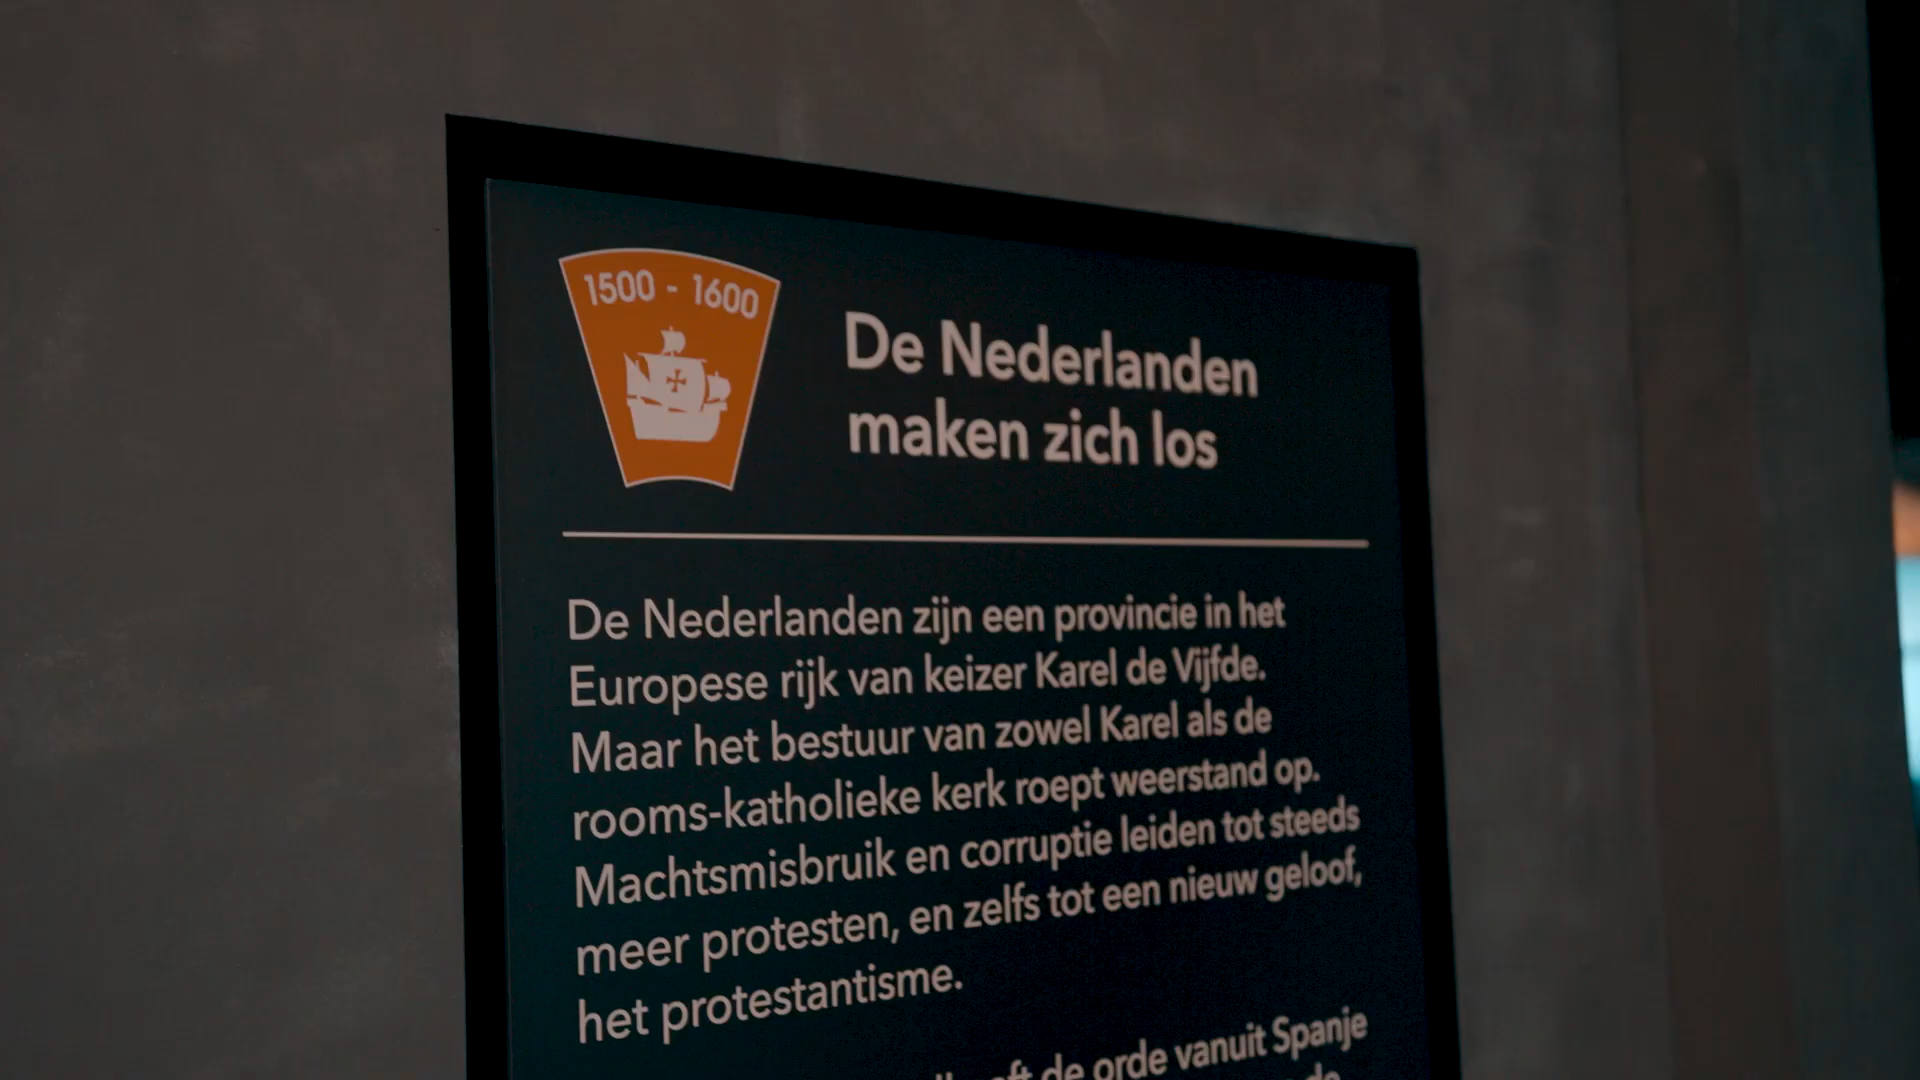 1500 - 1600
De Nederlanden
maken zich los
De Nederlanden zijn een provincie in het
Europese rijk van keizer Karel de Vijfde.
Maar het bestuur van zowel Karel als de
rooms-katholieke kerk roept weerstand op.
Machtsmisbruik en corruptie leiden tot steeds
meer protesten, en zelfs tot een nieuw geloof,
het protestantisme.
de orde vanuit Spanje
de